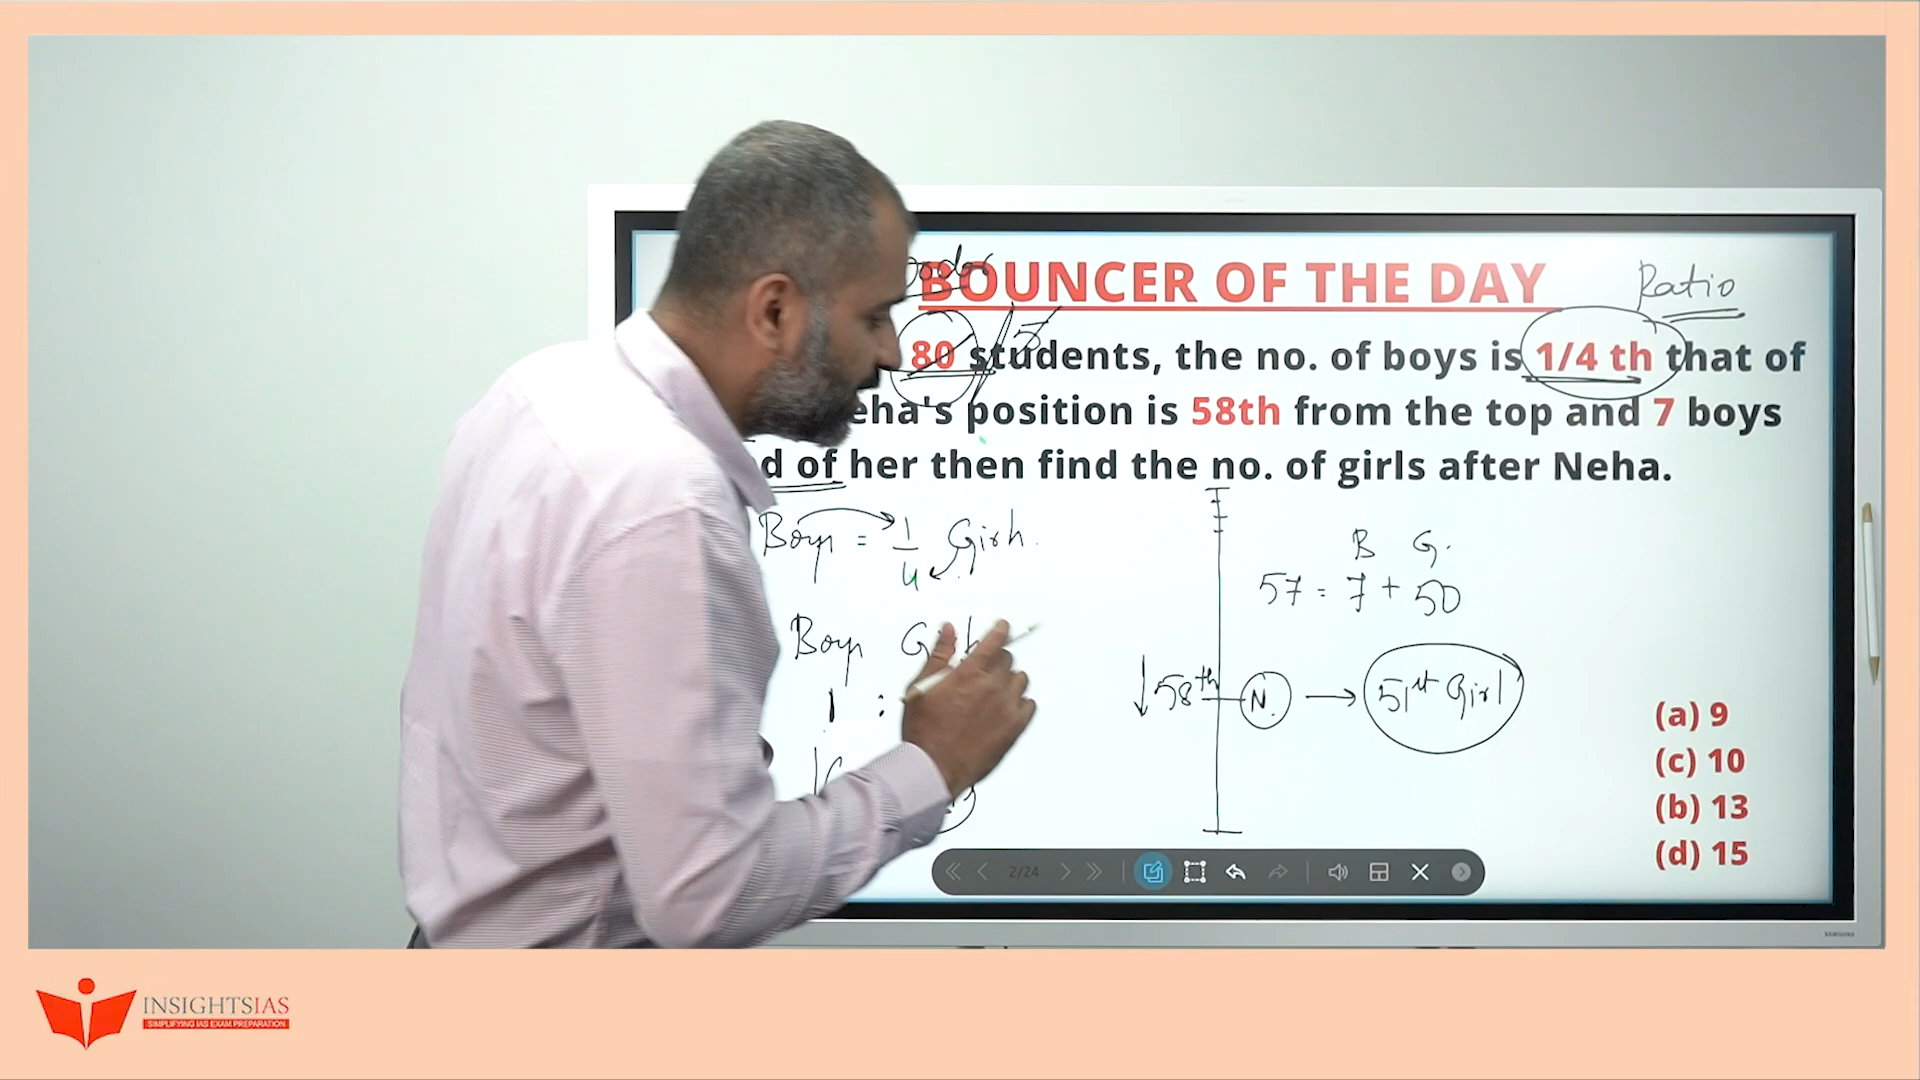 BOUNCER OF THE DAY
Ratio
80 students, the no. of boys is 1/4 th that of
eha's position is 58th from the top and 7 boys
d of her then find the no. of girls after Neha.
Boys = 1/4 Girls
B G.
57 = 7 + 50
Boys
1 :
58th N. → 51st Girl
(a) 9
(c) 10
(b) 13
(d) 15
2/24
SAMSUNG
INSIGHTSIAS
SIMPLIFYING IAS EXAM PREPARATION